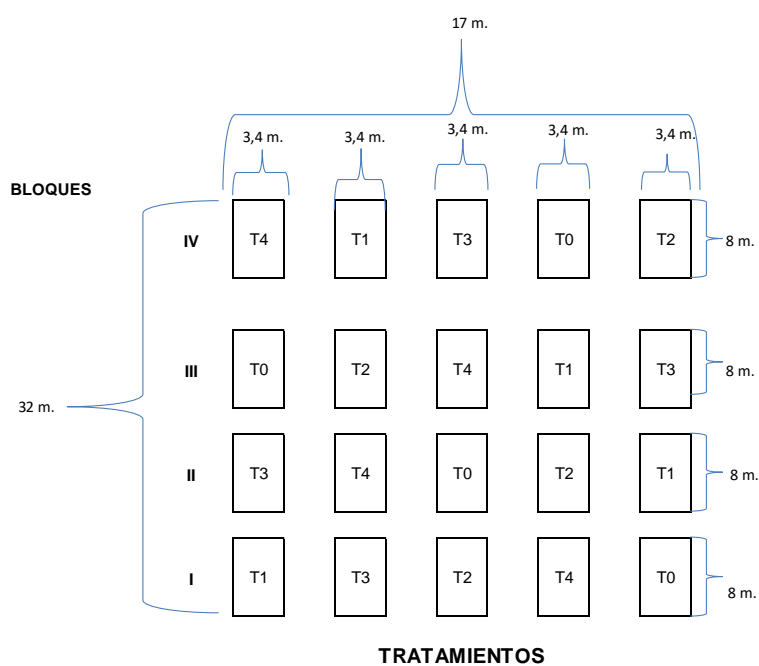 17 m.
3,4 m. 3,4 m. 3,4 m. 3,4 m. 3,4 m.
BLOQUES
IV T4 T1 T3 T0 T2 8 m.
III T0 T2 T4 T1 T3 8 m.
32 m.
II T3 T4 T0 T2 T1 8 m.
I T1 T3 T2 T4 T0 8 m.
TRATAMIENTOS